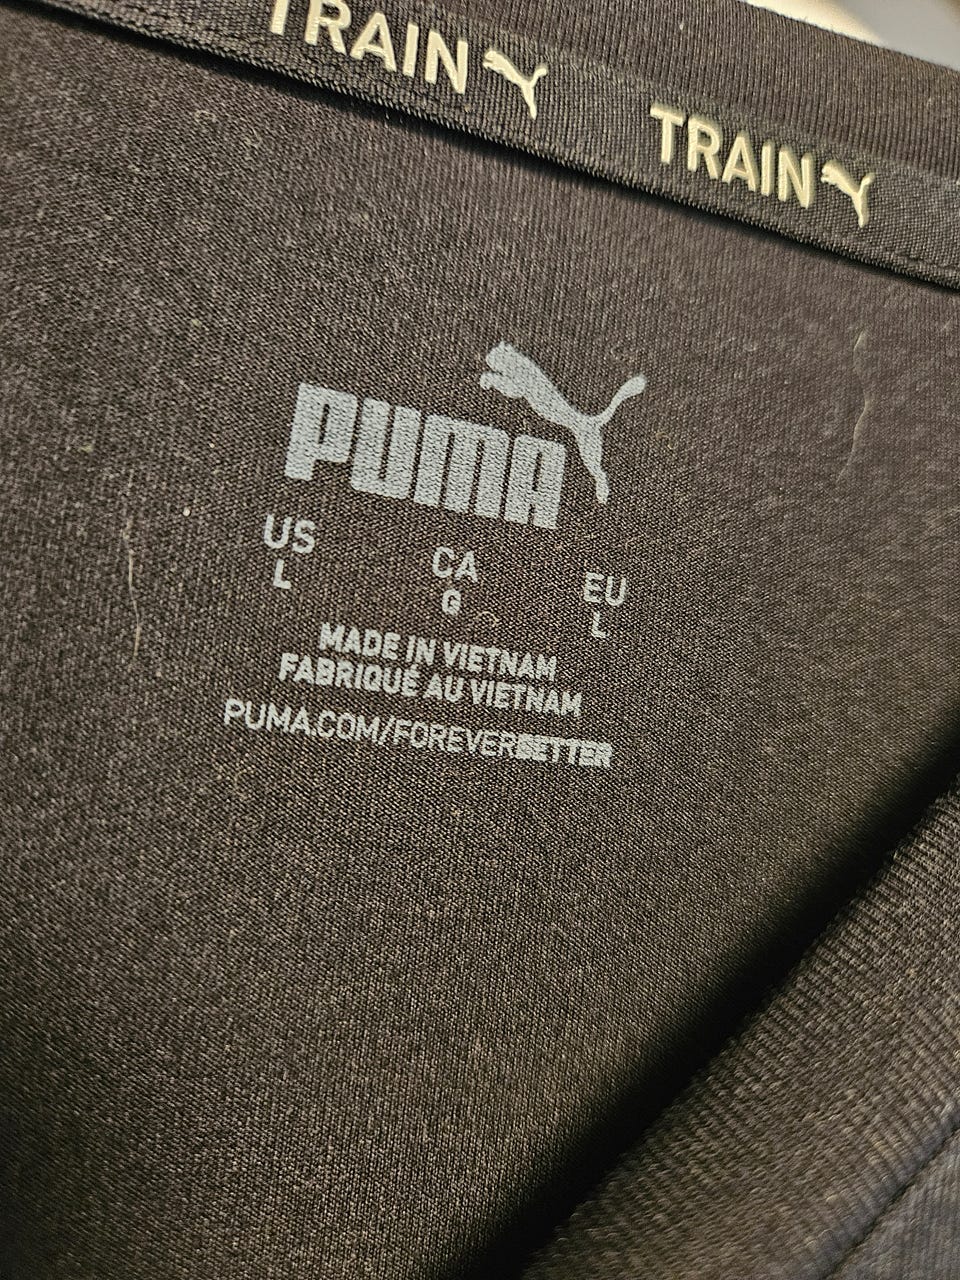 TRAIN
TRAIN
PUMA
US CA EU
L G L
MADE IN VIETNAM
FABRIQUÉ AU VIETNAM
PUMA.COM/FOREVERBETTER